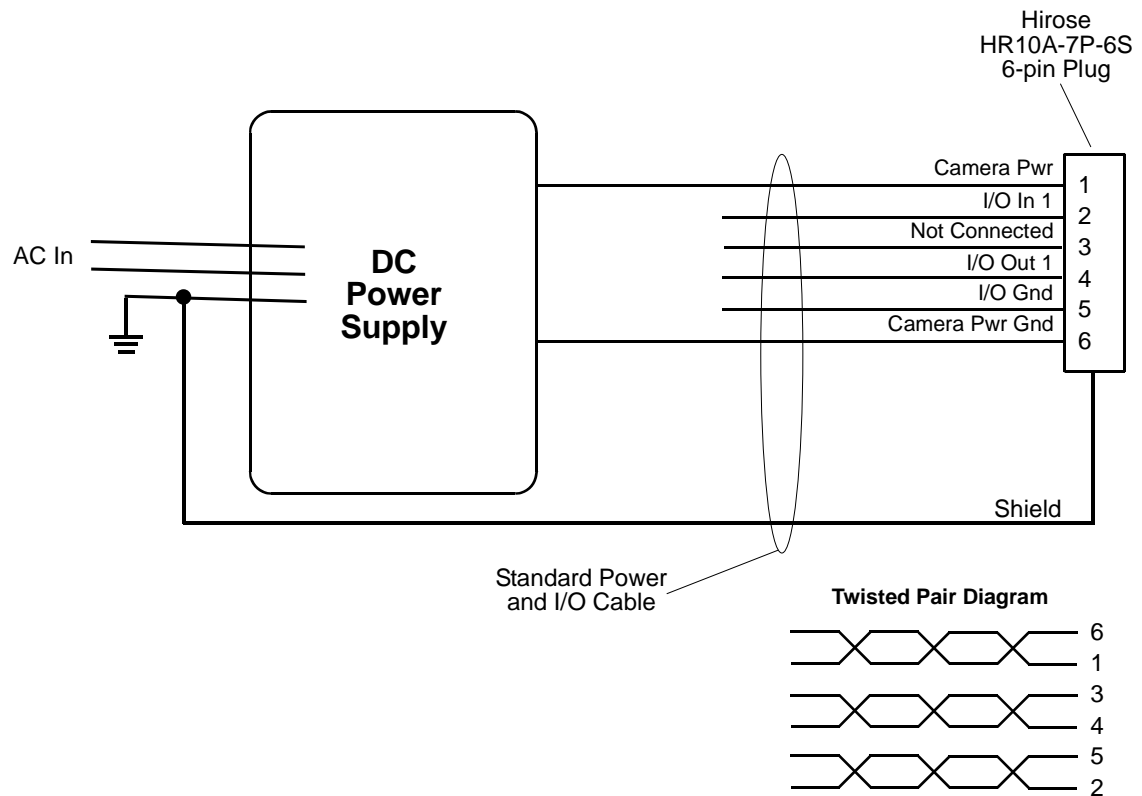 Hirose
HR10A-7P-6S
6-pin Plug
Camera Pwr
1
I/O In 1
2
Not Connected
3
I/O Out 1
4
I/O Gnd
5
Camera Pwr Gnd
6
AC In
DC
Power
Supply
Shield
Standard Power
and I/O Cable
Twisted Pair Diagram
6
1
3
4
5
2